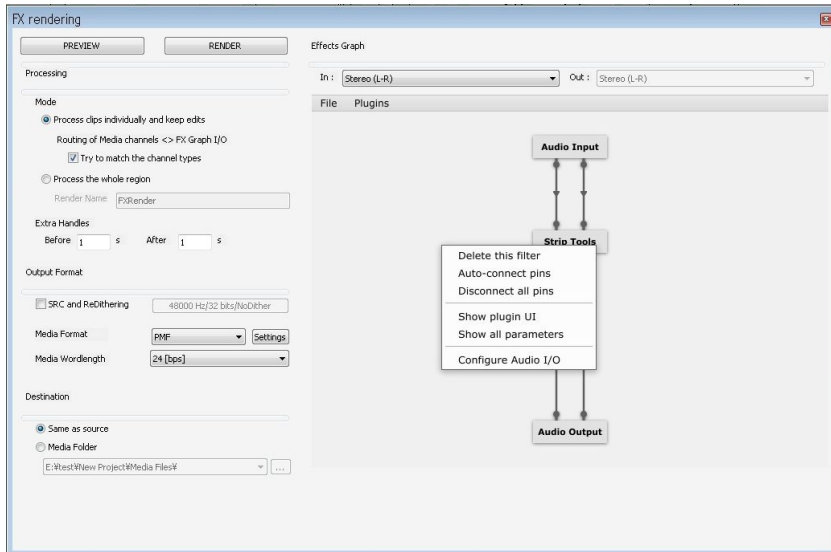 FX rendering
PREVIEW
RENDER
Processing
Mode
Process clips individually and keep edits
Routing of Media channels <> FX Graph I/O
Try to match the channel types
Process the whole region
Render Name
FXRender
Extra Handles
Before 1 s After 1 s
Output Format
SRC and ReDithering
48000 Hz/32 bits/NoDither
Media Format
PMF
Settings
Media Wordlength
24 [bps]
Destination
Same as source
Media Folder
E:¥test¥New Project¥Media Files¥
...
Effects Graph
In : Stereo (L-R)
Out : Stereo (L-R)
File Plugins
Audio Input
Strip Tools
Delete this filter
Auto-connect pins
Disconnect all pins
Show plugin UI
Show all parameters
Configure Audio I/O
Audio Output